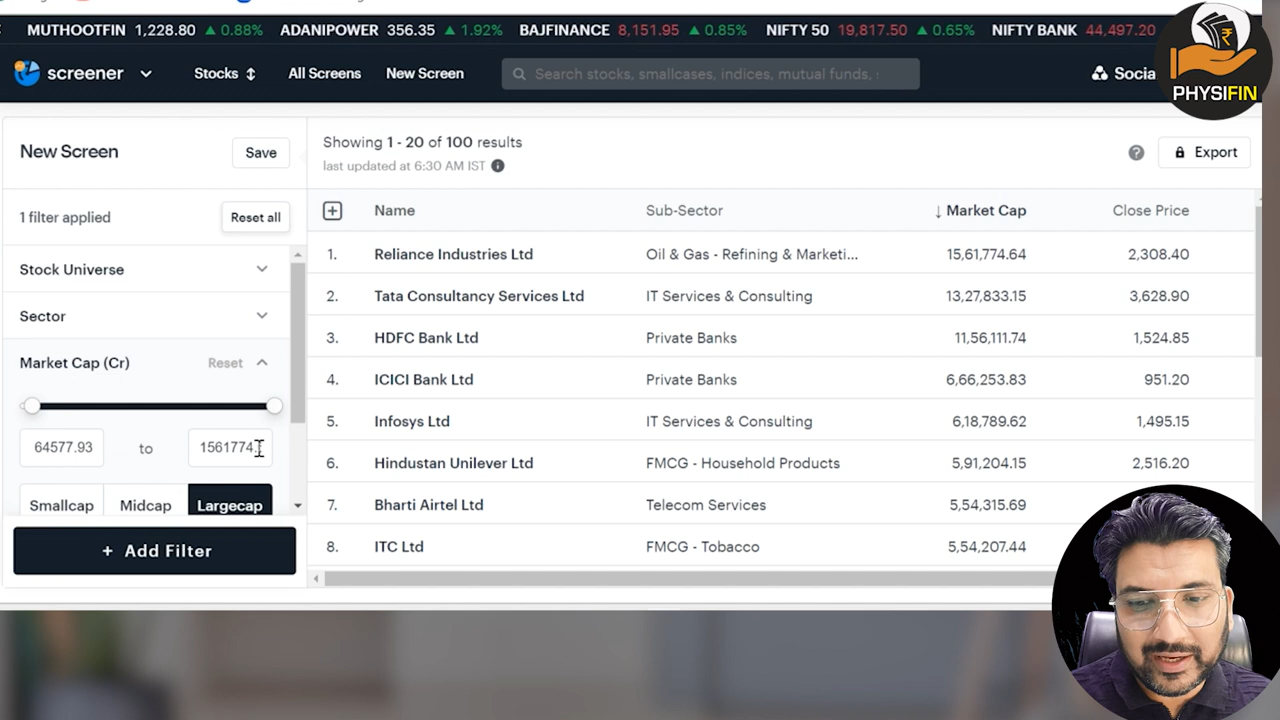 MUTHOOTFIN 1,228.80 ▲ 0.88% ADANIPOWER 356.35 ▲ 1.92% BAJFINANCE 8,151.95 ▲ 0.85% NIFTY 50 19,817.50 ▲ 0.65% NIFTY BANK 44,497.20
PHYSIFIN
screener Stocks All Screens New Screen Search stocks, smallcases, indices, mutual funds,
New Screen Save
Showing 1 - 20 of 100 results
last updated at 6:30 AM IST
Export
1 filter applied Reset all
Name Sub-Sector ↓ Market Cap Close Price
Stock Universe
Sector
Market Cap (Cr) Reset
64577.93 to 1561774.
Smallcap Midcap Largecap
+ Add Filter
1. Reliance Industries Ltd Oil & Gas - Refining & Marketi... 15,61,774.64 2,308.40
2. Tata Consultancy Services Ltd IT Services & Consulting 13,27,833.15 3,628.90
3. HDFC Bank Ltd Private Banks 11,56,111.74 1,524.85
4. ICICI Bank Ltd Private Banks 6,66,253.83 951.20
5. Infosys Ltd IT Services & Consulting 6,18,789.62 1,495.15
6. Hindustan Unilever Ltd FMCG - Household Products 5,91,204.15 2,516.20
7. Bharti Airtel Ltd Telecom Services 5,54,315.69
8. ITC Ltd FMCG - Tobacco 5,54,207.44